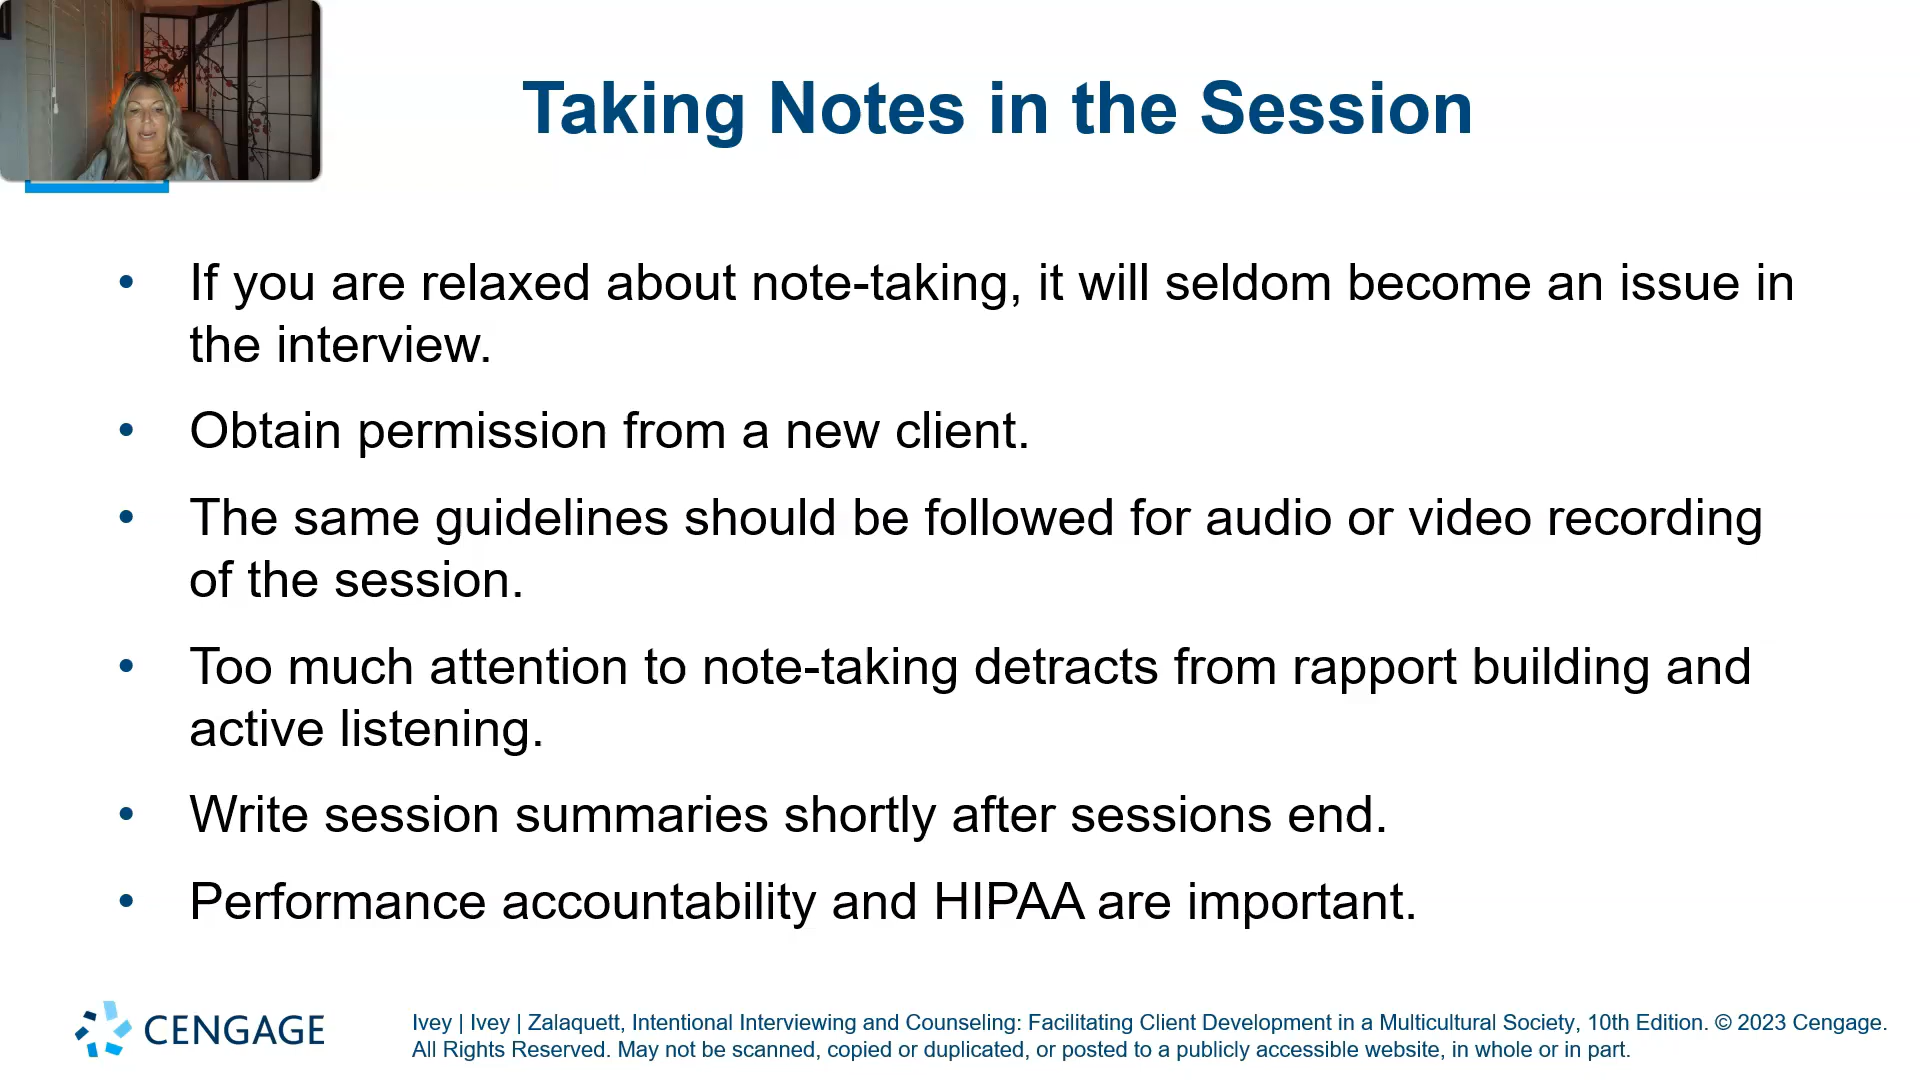 Taking Notes in the Session
• If you are relaxed about note-taking, it will seldom become an issue in
the interview.
• Obtain permission from a new client.
• The same guidelines should be followed for audio or video recording
of the session.
• Too much attention to note-taking detracts from rapport building and
active listening.
• Write session summaries shortly after sessions end.
• Performance accountability and HIPAA are important.
CENGAGE
Ivey | Ivey | Zalaquett, Intentional Interviewing and Counseling: Facilitating Client Development in a Multicultural Society, 10th Edition. © 2023 Cengage.
All Rights Reserved. May not be scanned, copied or duplicated, or posted to a publicly accessible website, in whole or in part.